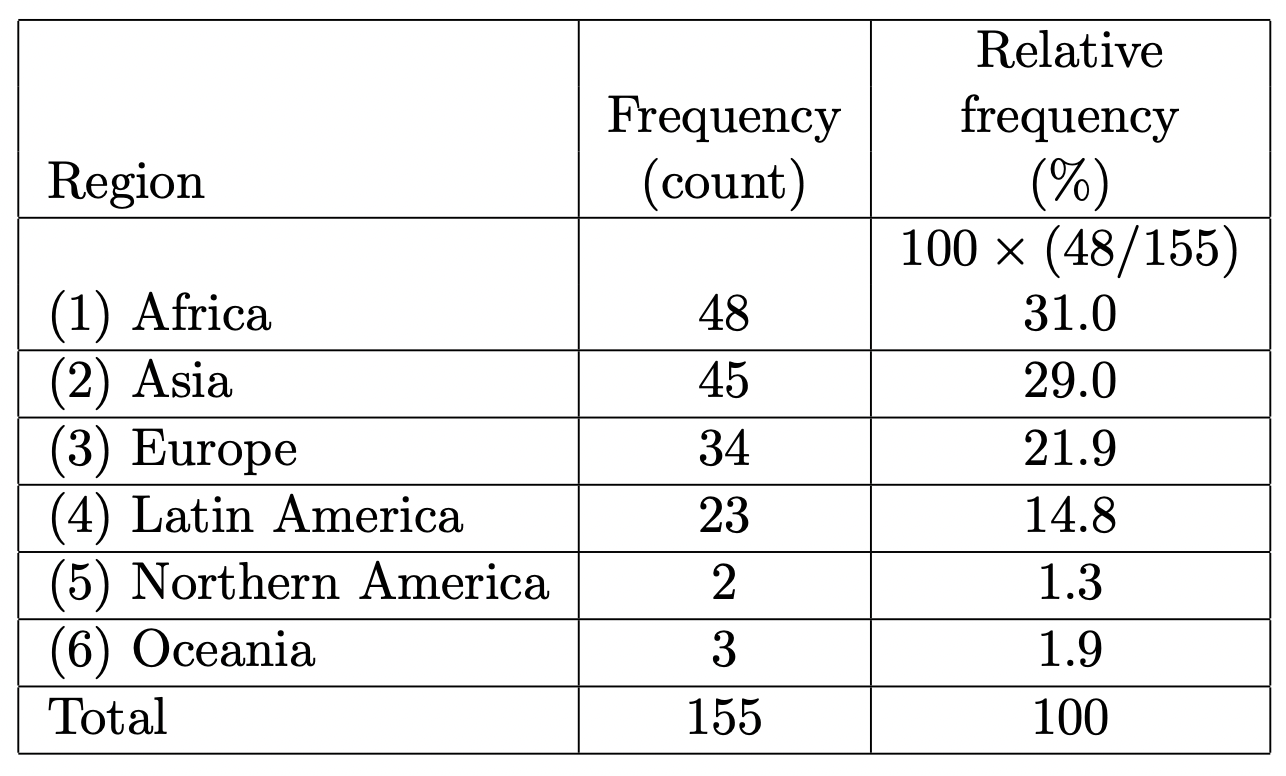 Relative
Frequency frequency
Region (count) (%)
100 × (48/155)
(1) Africa 48 31.0
(2) Asia 45 29.0
(3) Europe 34 21.9
(4) Latin America 23 14.8
(5) Northern America 2 1.3
(6) Oceania 3 1.9
Total 155 100